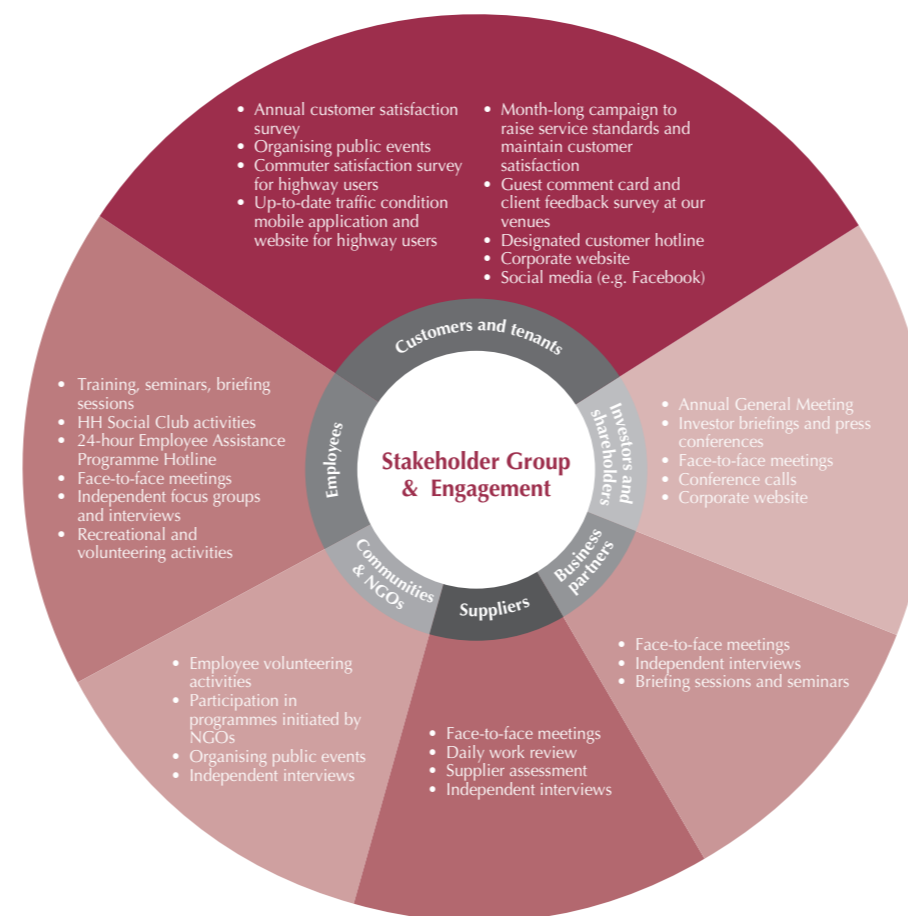 • Annual customer satisfaction
survey
• Organising public events
• Commuter satisfaction survey
for highway users
• Up-to-date traffic condition
mobile application and
website for highway users
• Month-long campaign to
raise service standards and
maintain customer
satisfaction
• Guest comment card and
client feedback survey at our
venues
• Designated customer hotline
• Corporate website
• Social media (e.g. Facebook)
Customers and tenants
• Training, seminars, briefing
sessions
• HH Social Club activities
• 24-hour Employee Assistance
Programme Hotline
• Face-to-face meetings
• Independent focus groups
and interviews
• Recreational and
volunteering activities
Employees
Stakeholder Group
& Engagement
Investors and
shareholders
• Annual General Meeting
• Investor briefings and press
conferences
• Face-to-face meetings
• Conference calls
• Corporate website
Communities
& NGOs
Suppliers
Business
partners
• Employee volunteering
activities
• Participation in
programmes initiated by
NGOs
• Organising public events
• Independent interviews
• Face-to-face meetings
• Daily work review
• Supplier assessment
• Independent interviews
• Face-to-face meetings
• Independent interviews
• Briefing sessions and seminars